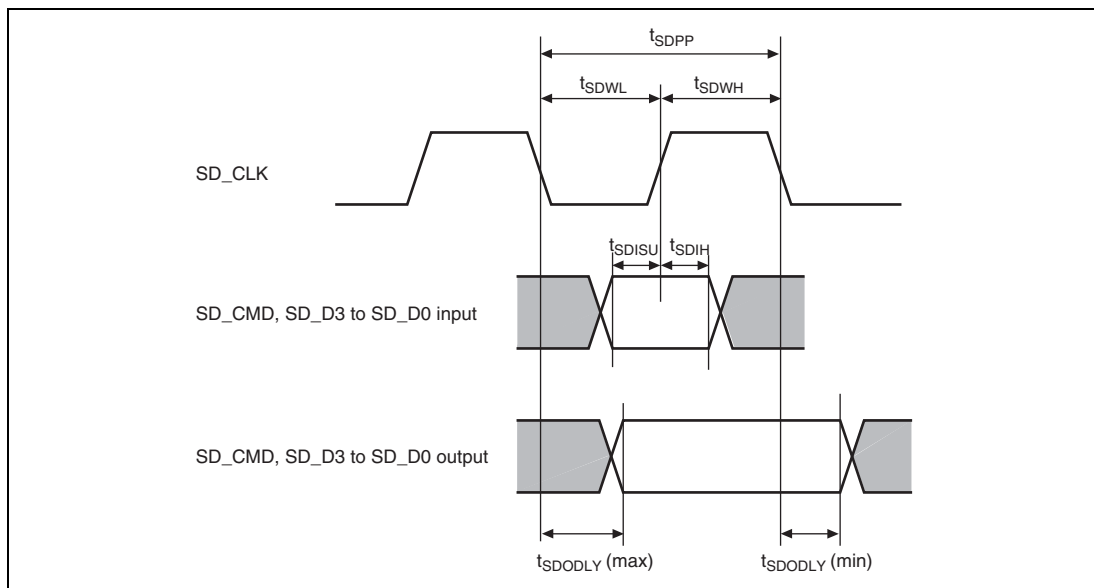 tSDPP
tSDWL tSDWH
SD_CLK
tSDISU tSDIH
SD_CMD, SD_D3 to SD_D0 input
SD_CMD, SD_D3 to SD_D0 output
tSDODLY (max) tSDODLY (min)